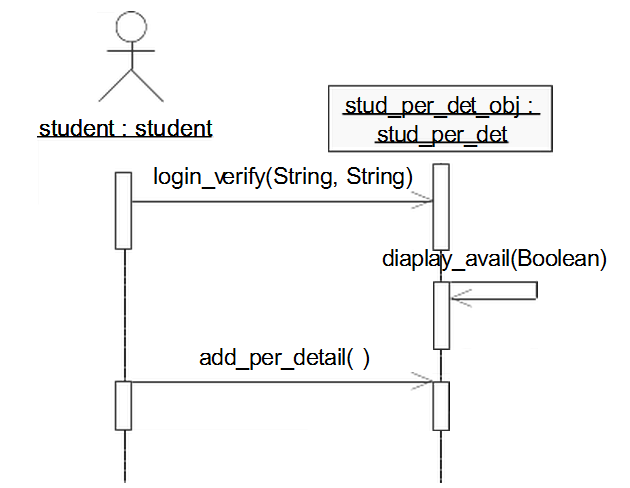 student : student
stud_per_det_obj :
stud_per_det
login_verify(String, String)
diaplay_avail(Boolean)
add_per_detail( )